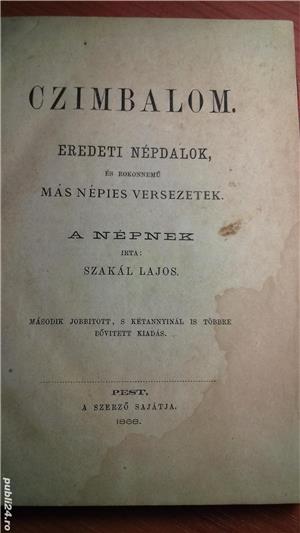 CZIMBALOM.
EREDETI NÉPDALOK,
ÉS ROKONNEMŰ
MÁS NÉPIES VERSEZETEK.
A NÉPNEK
IRTA:
SZAKÁL LAJOS.
MÁSODIK JOBBITOTT, S KÉTANNYINÁL IS TÖBBRE
BŐVITETT KIADÁS.
PEST,
A SZERZŐ SAJÁTJA.
1868.
publi24.ro